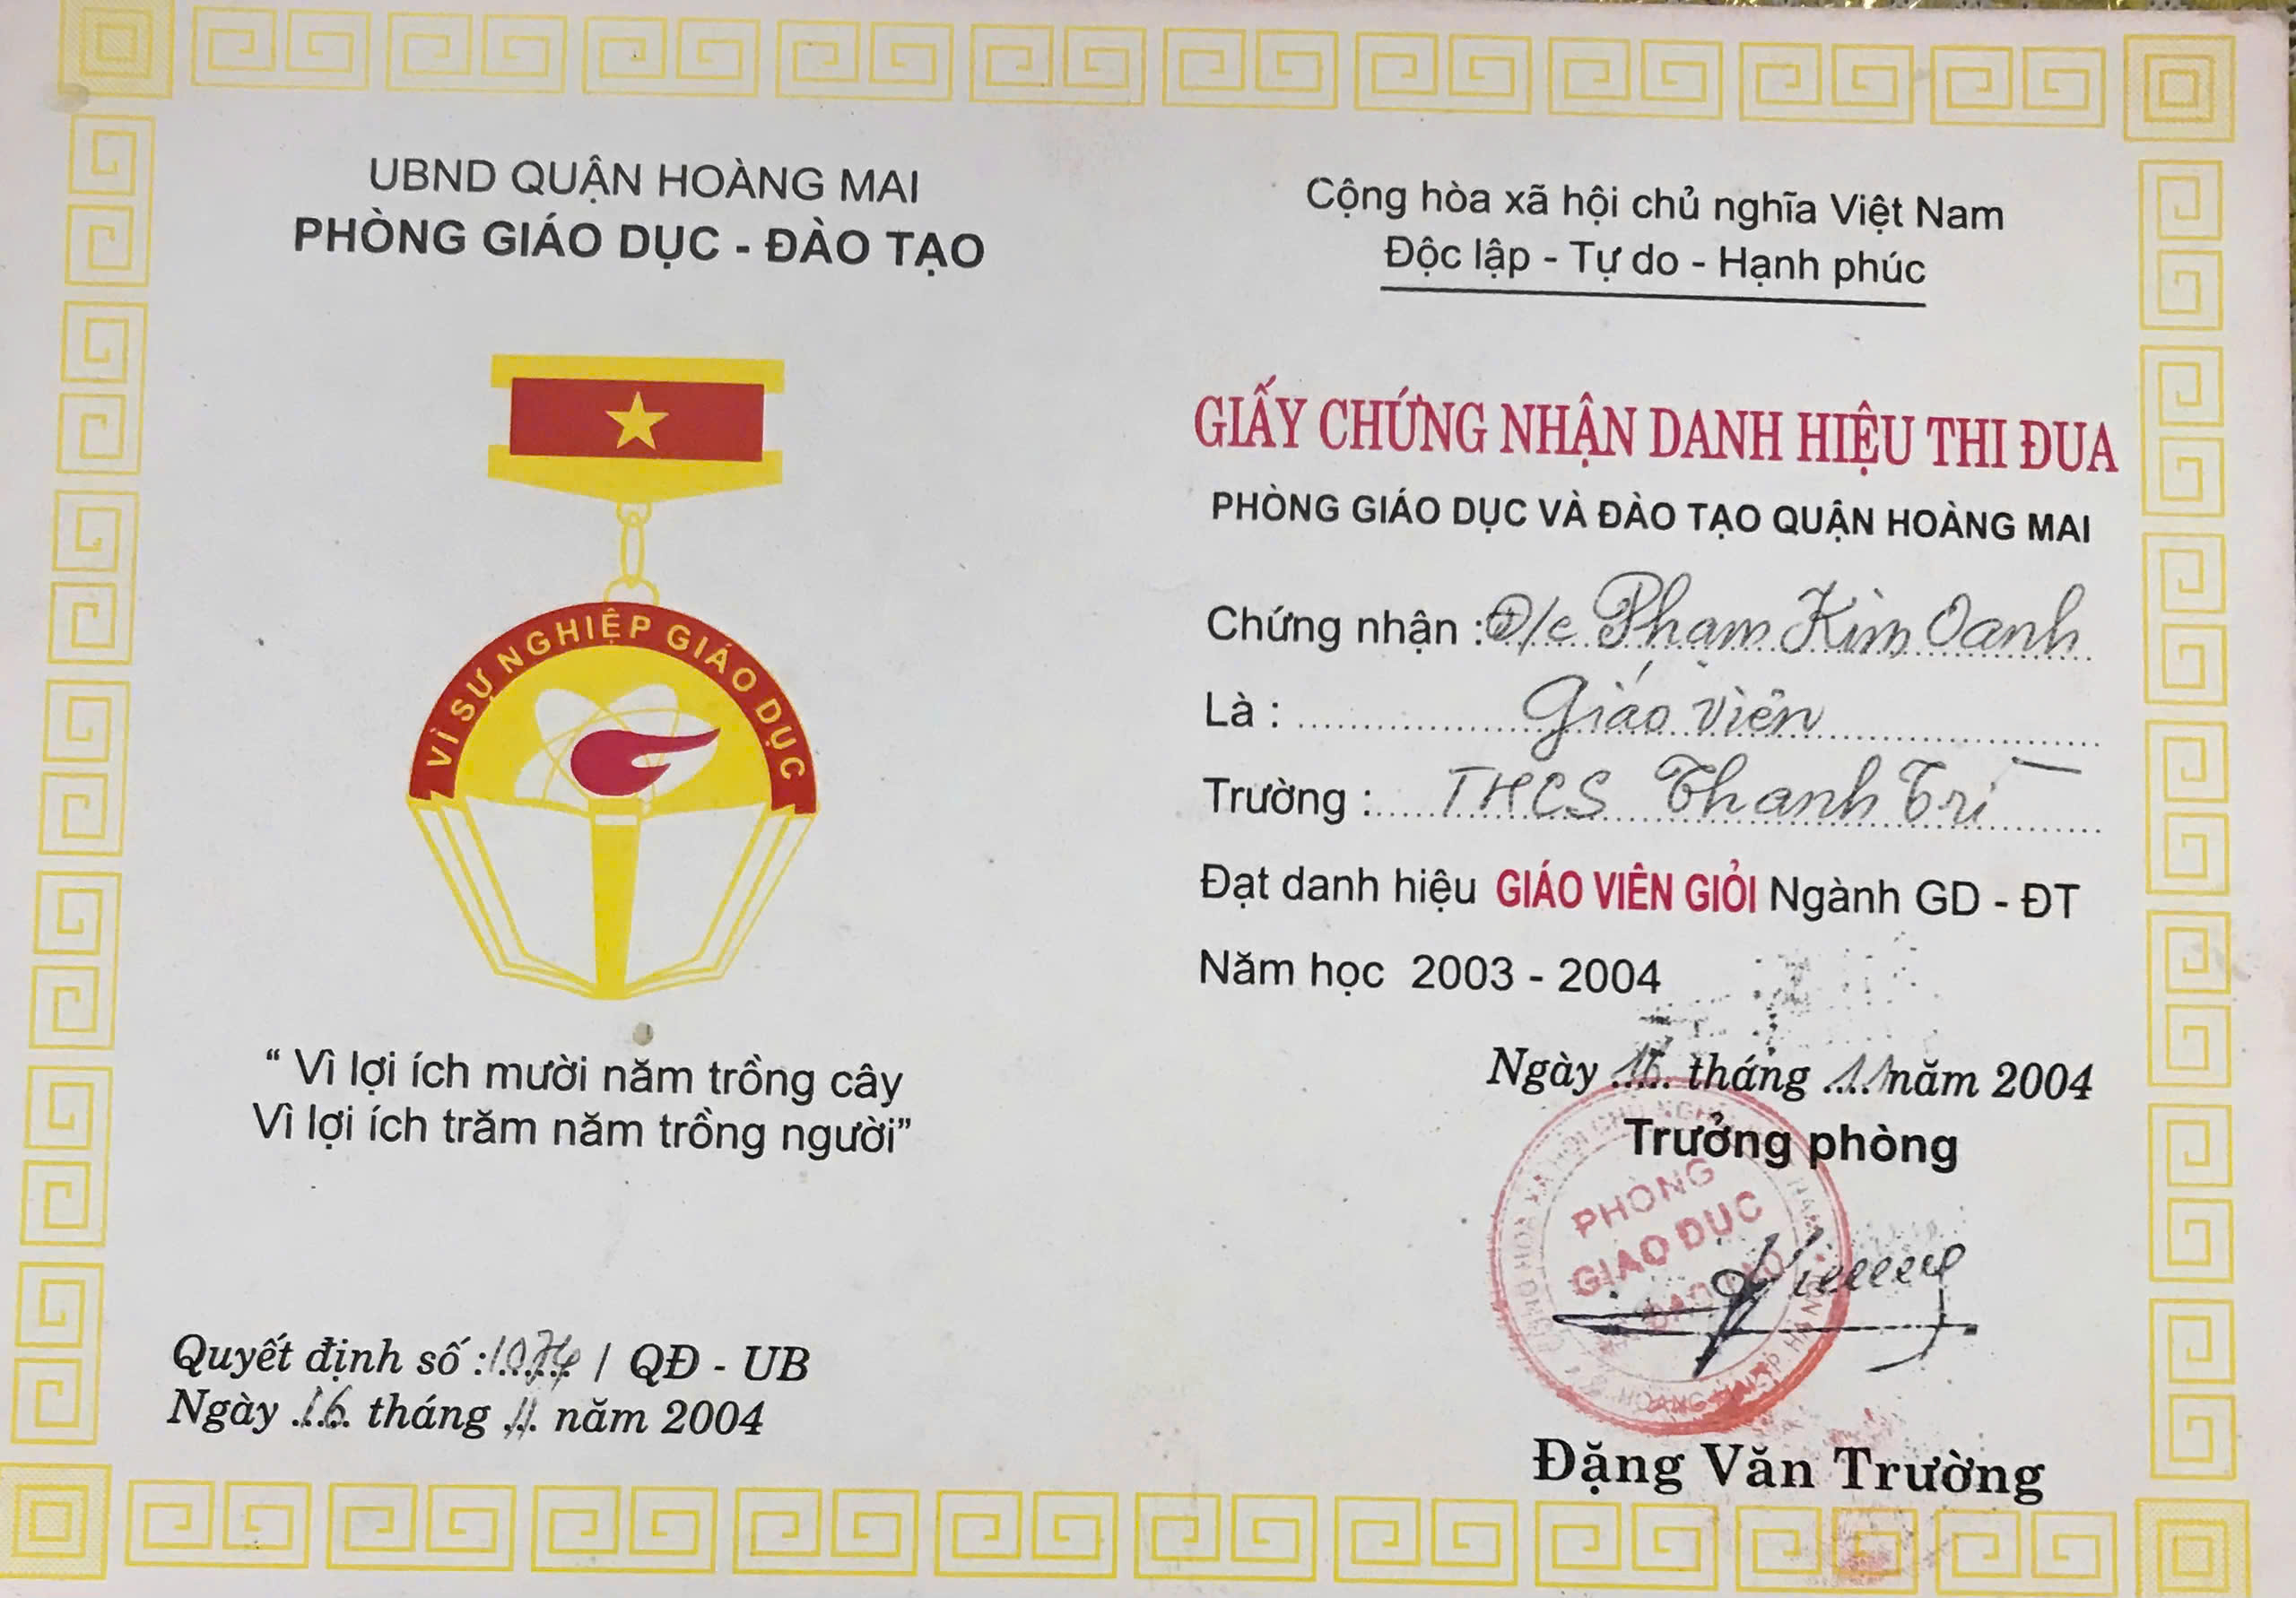 UBND QUẬN HOÀNG MAI
PHÒNG GIÁO DỤC - ĐÀO TẠO
VÌ SỰ NGHIỆP GIÁO DỤC
“ Vì lợi ích mười năm trồng cây
Vì lợi ích trăm năm trồng người”
Quyết định số : / QĐ - UB
Ngày 16 tháng 11 năm 2004
Cộng hòa xã hội chủ nghĩa Việt Nam
Độc lập - Tự do - Hạnh phúc
GIẤY CHỨNG NHẬN DANH HIỆU THI ĐUA
PHÒNG GIÁO DỤC VÀ ĐÀO TẠO QUẬN HOÀNG MAI
Chứng nhận : Đ/c Phạm Kim Oanh
Là : Giáo viên
Trường : THCS Thanh Trì
Đạt danh hiệu GIÁO VIÊN GIỎI Ngành GD - ĐT
Năm học 2003 - 2004
Ngày 16 tháng 11 năm 2004
Trưởng phòng
PHÒNG
GIÁO DỤC
ĐÀO TẠO
Đặng Văn Trường